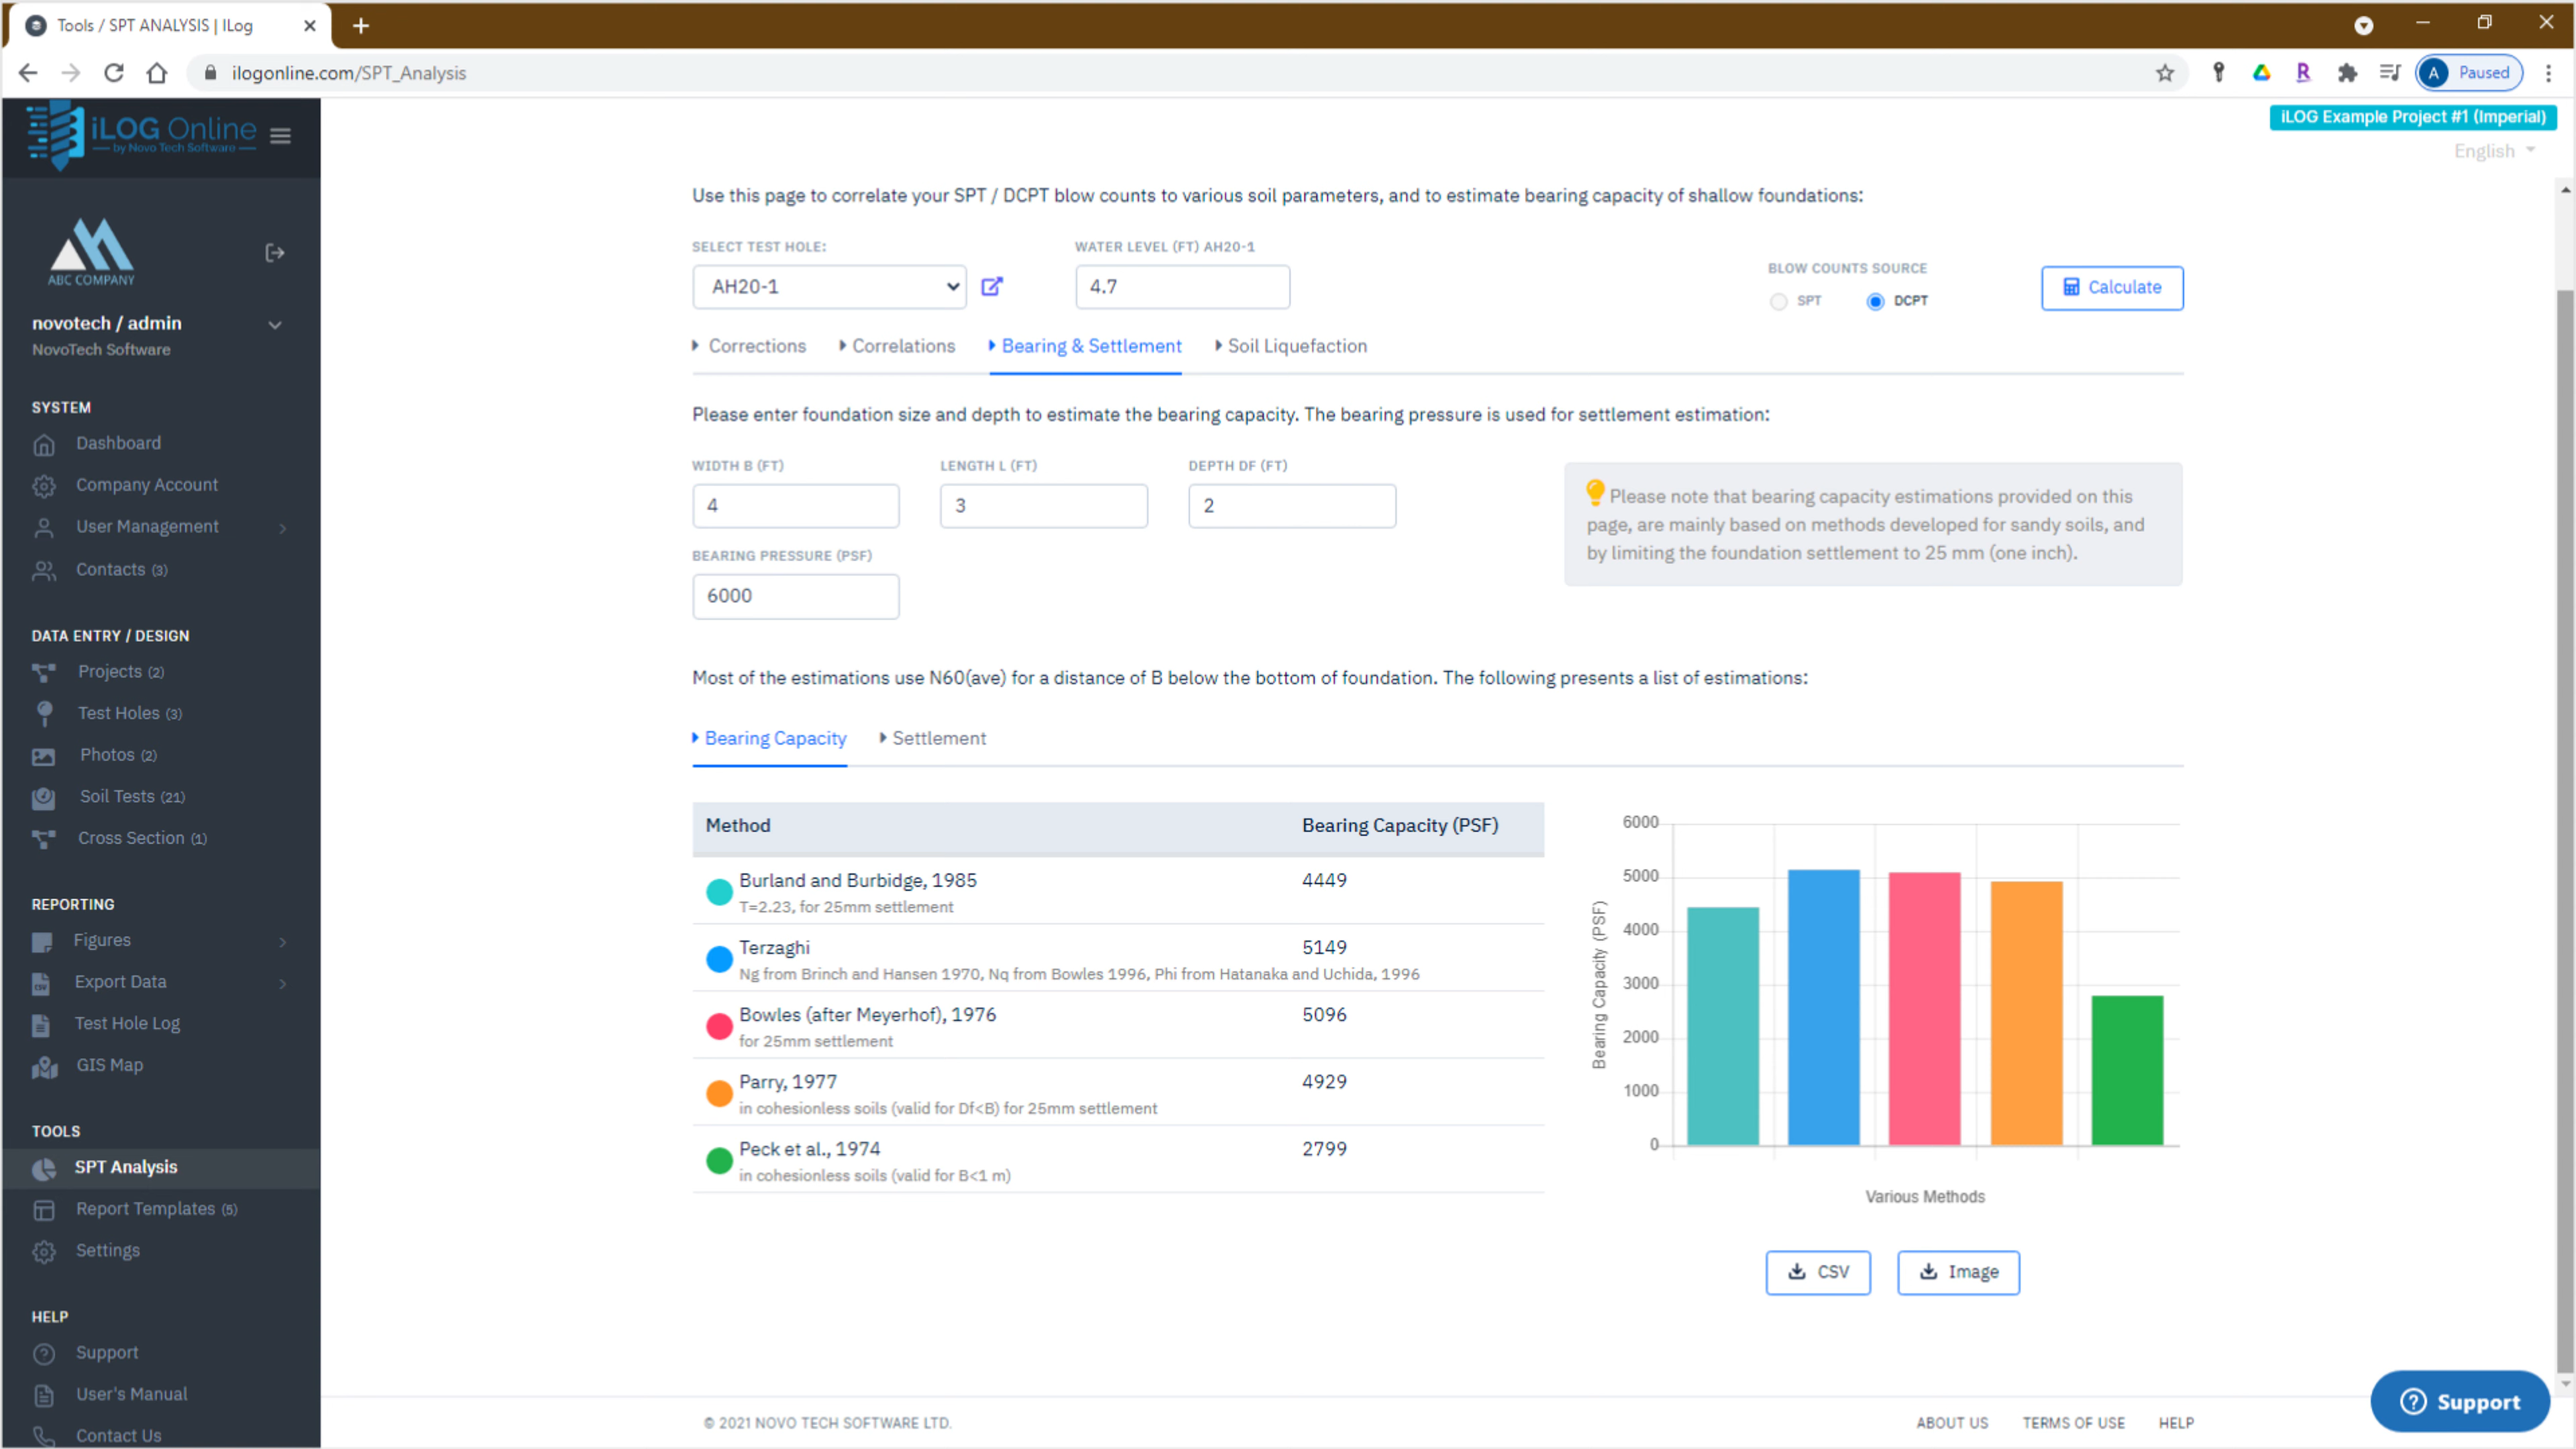 Tools / SPT ANALYSIS | ILog
ilogonline.com/SPT_Analysis
R
A Paused
iLOG Online
by Novo Tech Software
iLOG Example Project #1 (Imperial)
English
ABC COMPANY
novotech / admin
NovoTech Software
SYSTEM
Dashboard
Company Account
User Management
Contacts (3)
DATA ENTRY / DESIGN
Projects (2)
Test Holes (3)
Photos (2)
Soil Tests (21)
Cross Section (1)
REPORTING
Figures
Export Data
Test Hole Log
GIS Map
TOOLS
SPT Analysis
Report Templates (5)
Settings
HELP
Support
User's Manual
Contact Us
Use this page to correlate your SPT / DCPT blow counts to various soil parameters, and to estimate bearing capacity of shallow foundations:
SELECT TEST HOLE:
AH20-1
WATER LEVEL (FT) AH20-1
4.7
BLOW COUNTS SOURCE
SPT DCPT
Calculate
Corrections Correlations Bearing & Settlement Soil Liquefaction
Please enter foundation size and depth to estimate the bearing capacity. The bearing pressure is used for settlement estimation:
WIDTH B (FT) LENGTH L (FT) DEPTH DF (FT)
4 3 2
BEARING PRESSURE (PSF)
6000
Please note that bearing capacity estimations provided on this
page, are mainly based on methods developed for sandy soils, and
by limiting the foundation settlement to 25 mm (one inch).
Most of the estimations use N60(ave) for a distance of B below the bottom of foundation. The following presents a list of estimations:
Bearing Capacity Settlement
Method Bearing Capacity (PSF)
Burland and Burbidge, 1985 4449
T=2.23, for 25mm settlement
Terzaghi 5149
Ng from Brinch and Hansen 1970, Nq from Bowles 1996, Phi from Hatanaka and Uchida, 1996
Bowles (after Meyerhof), 1976 5096
for 25mm settlement
Parry, 1977 4929
in cohesionless soils (valid for Df<B) for 25mm settlement
Peck et al., 1974 2799
in cohesionless soils (valid for B<1 m)
6000
5000
4000
3000
2000
1000
0
Bearing Capacity (PSF)
Various Methods
CSV Image
© 2021 NOVO TECH SOFTWARE LTD.
ABOUT US TERMS OF USE HELP
Support